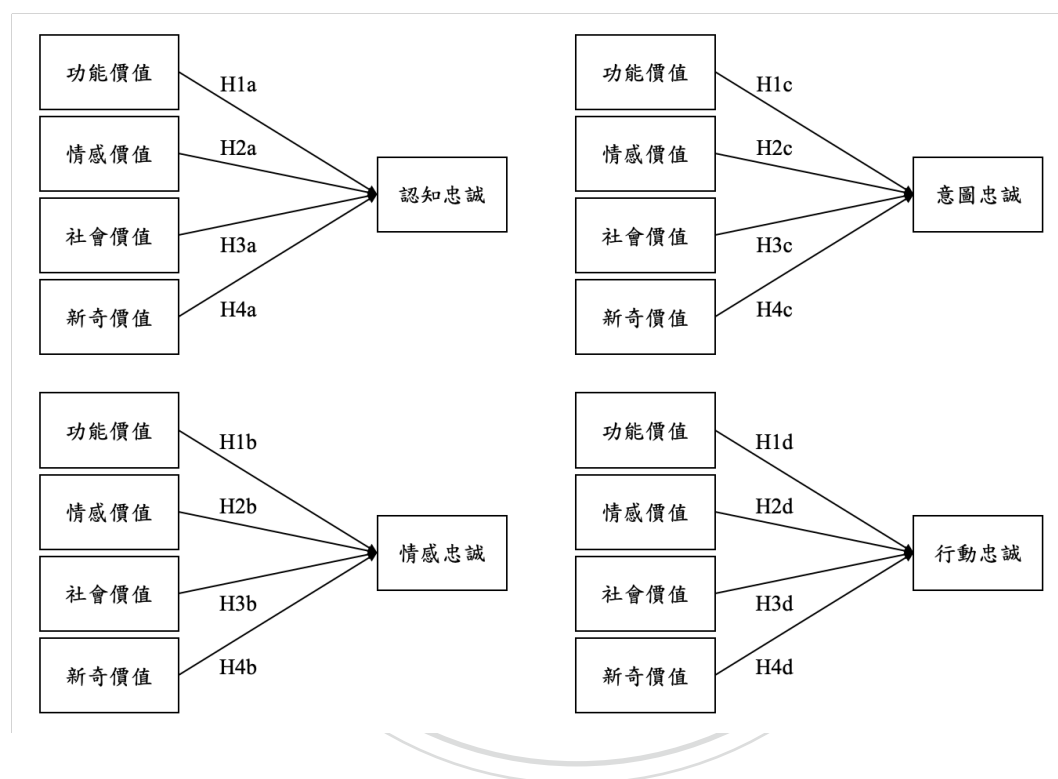 功能價值
H1a
情感價值
H2a
認知忠誠
社會價值
H3a
新奇價值
H4a
功能價值
H1c
情感價值
H2c
意圖忠誠
社會價值
H3c
新奇價值
H4c
功能價值
H1b
情感價值
H2b
情感忠誠
社會價值
H3b
新奇價值
H4b
功能價值
H1d
情感價值
H2d
行動忠誠
社會價值
H3d
新奇價值
H4d